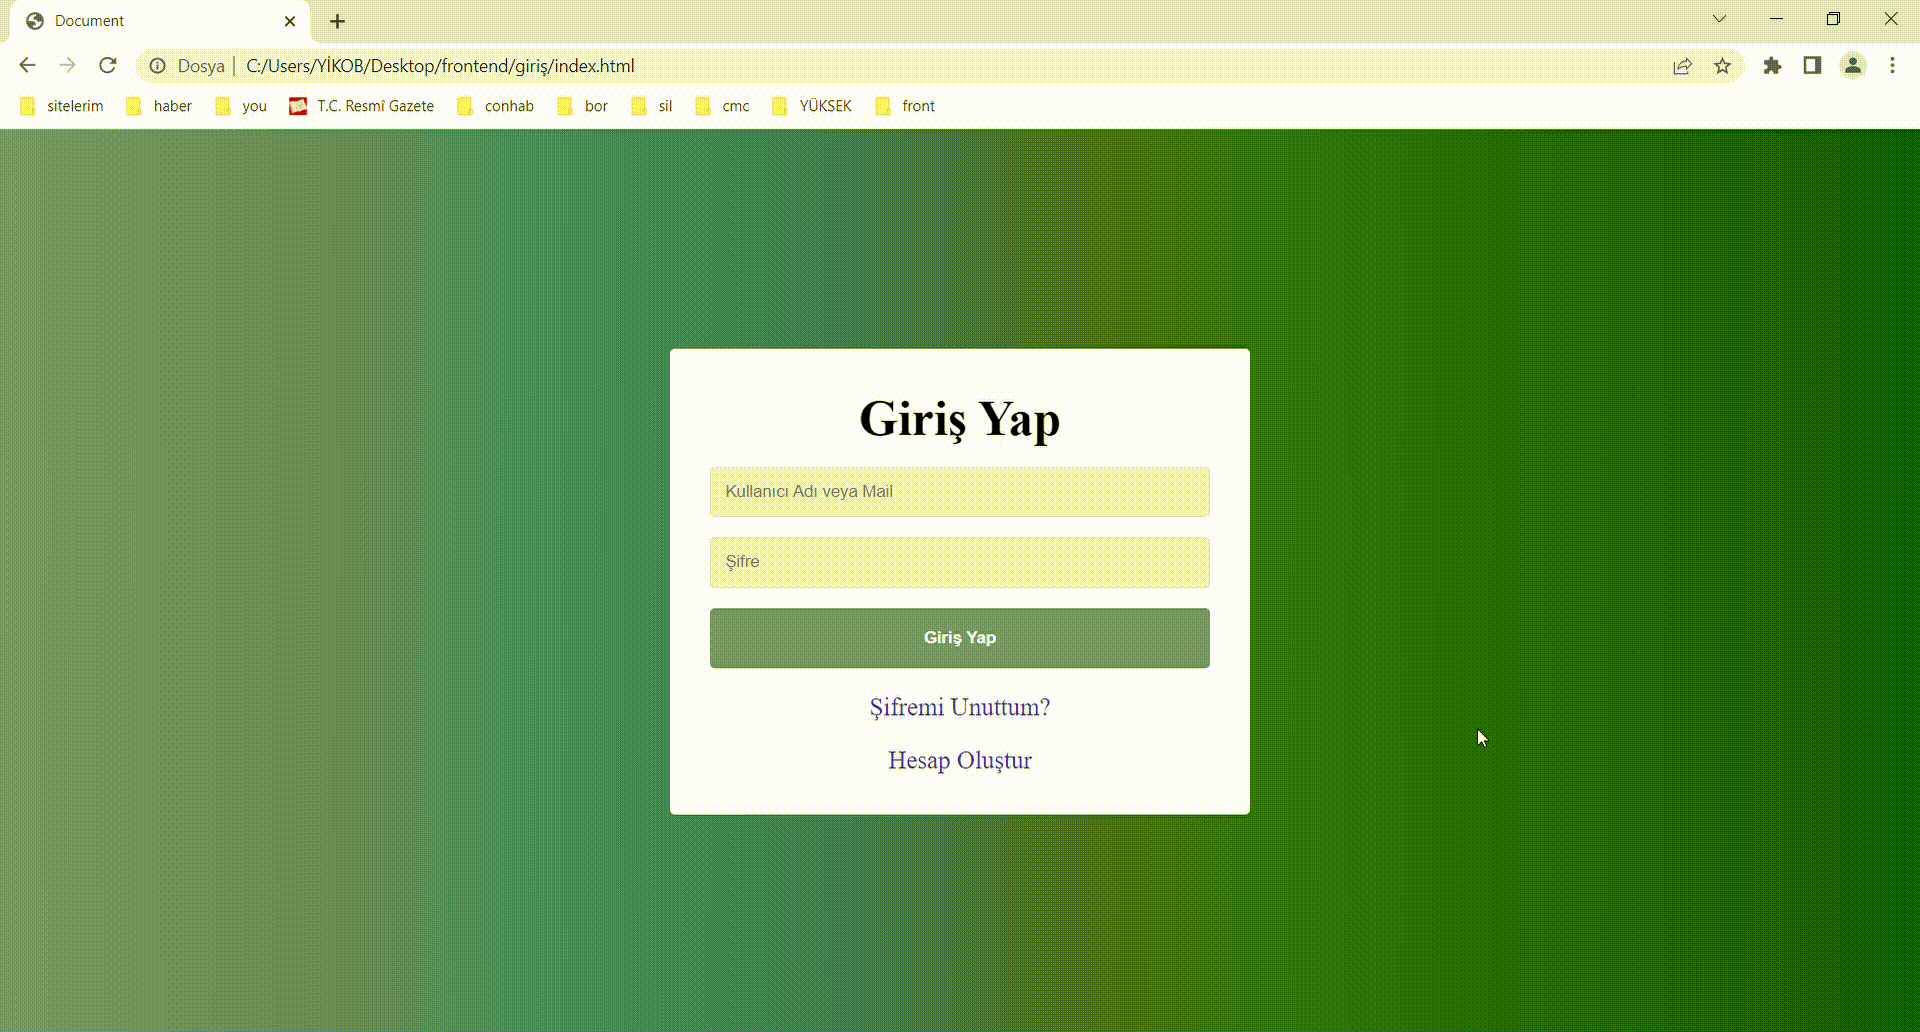 Document
Dosya | C:/Users/YİKOB/Desktop/frontend/giriş/index.html
sitelerim haber you T.C. Resmî Gazete conhab bor sil cmc YÜKSEK front
Giriş Yap
Kullanıcı Adı veya Mail
Şifre
Giriş Yap
Şifremi Unuttum?
Hesap Oluştur